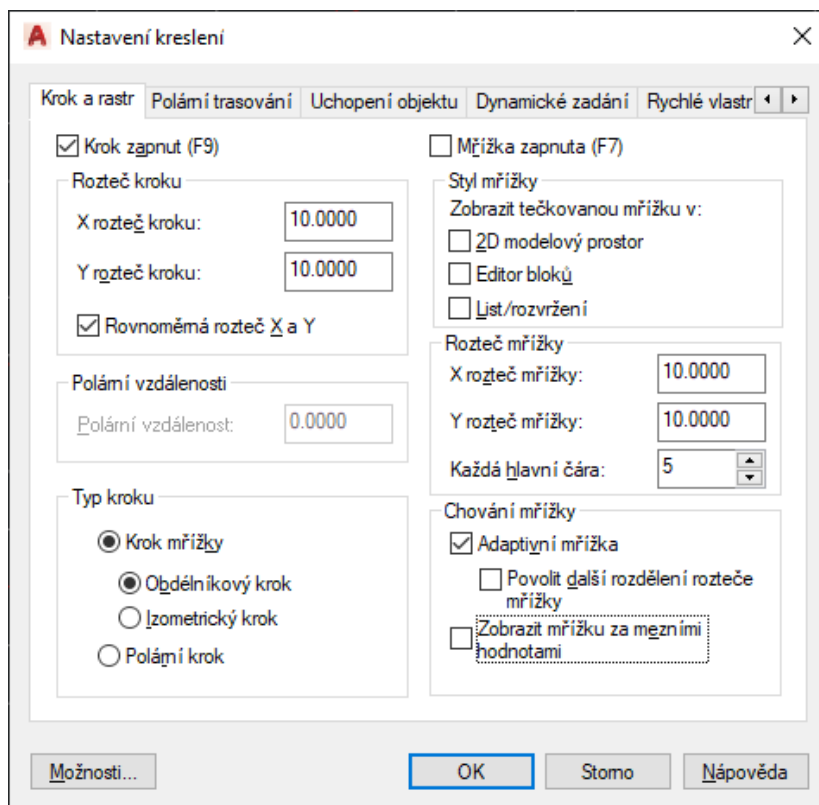 A Nastavení kreslení
Krok a rastr Polární trasování Uchopení objektu Dynamické zadání Rychlé vlastr
Krok zapnut (F9)
Rozteč kroku
X rozteč kroku: 10.0000
Y rozteč kroku: 10.0000
Rovnoměrná rozteč X a Y
Polární vzdálenosti
Polární vzdálenost: 0.0000
Typ kroku
Krok mřížky
Obdélníkový krok
Izometrický krok
Polární krok
Mřížka zapnuta (F7)
Styl mřížky
Zobrazit tečkovanou mřížku v:
2D modelový prostor
Editor bloků
List/rozvržení
Rozteč mřížky
X rozteč mřížky: 10.0000
Y rozteč mřížky: 10.0000
Každá hlavní čára: 5
Chování mřížky
Adaptivní mřížka
Povolit další rozdělení rozteče
mřížky
Zobrazit mřížku za mezními
hodnotami
Možnosti... OK Storno Nápověda